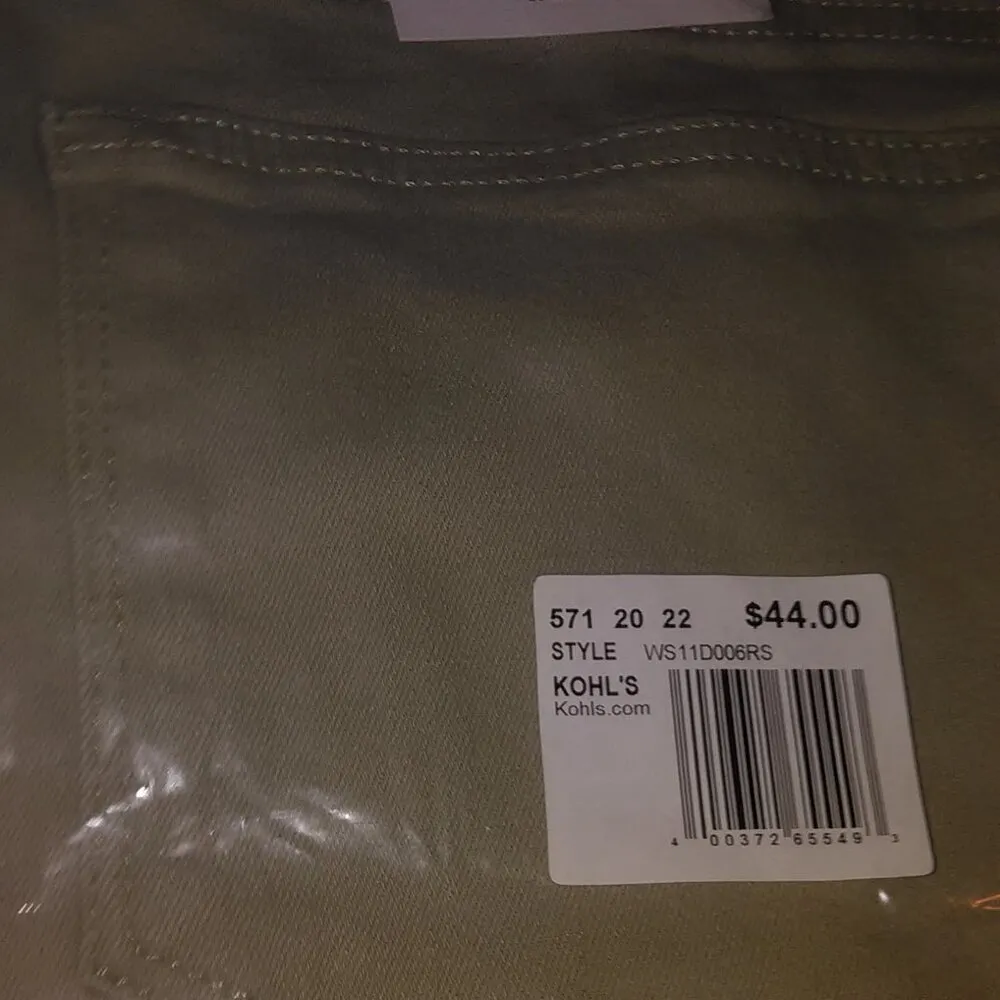 571 20 22 $44.00
STYLE WS11D006RS
KOHL'S
Kohls.com
4 00372 65549 3